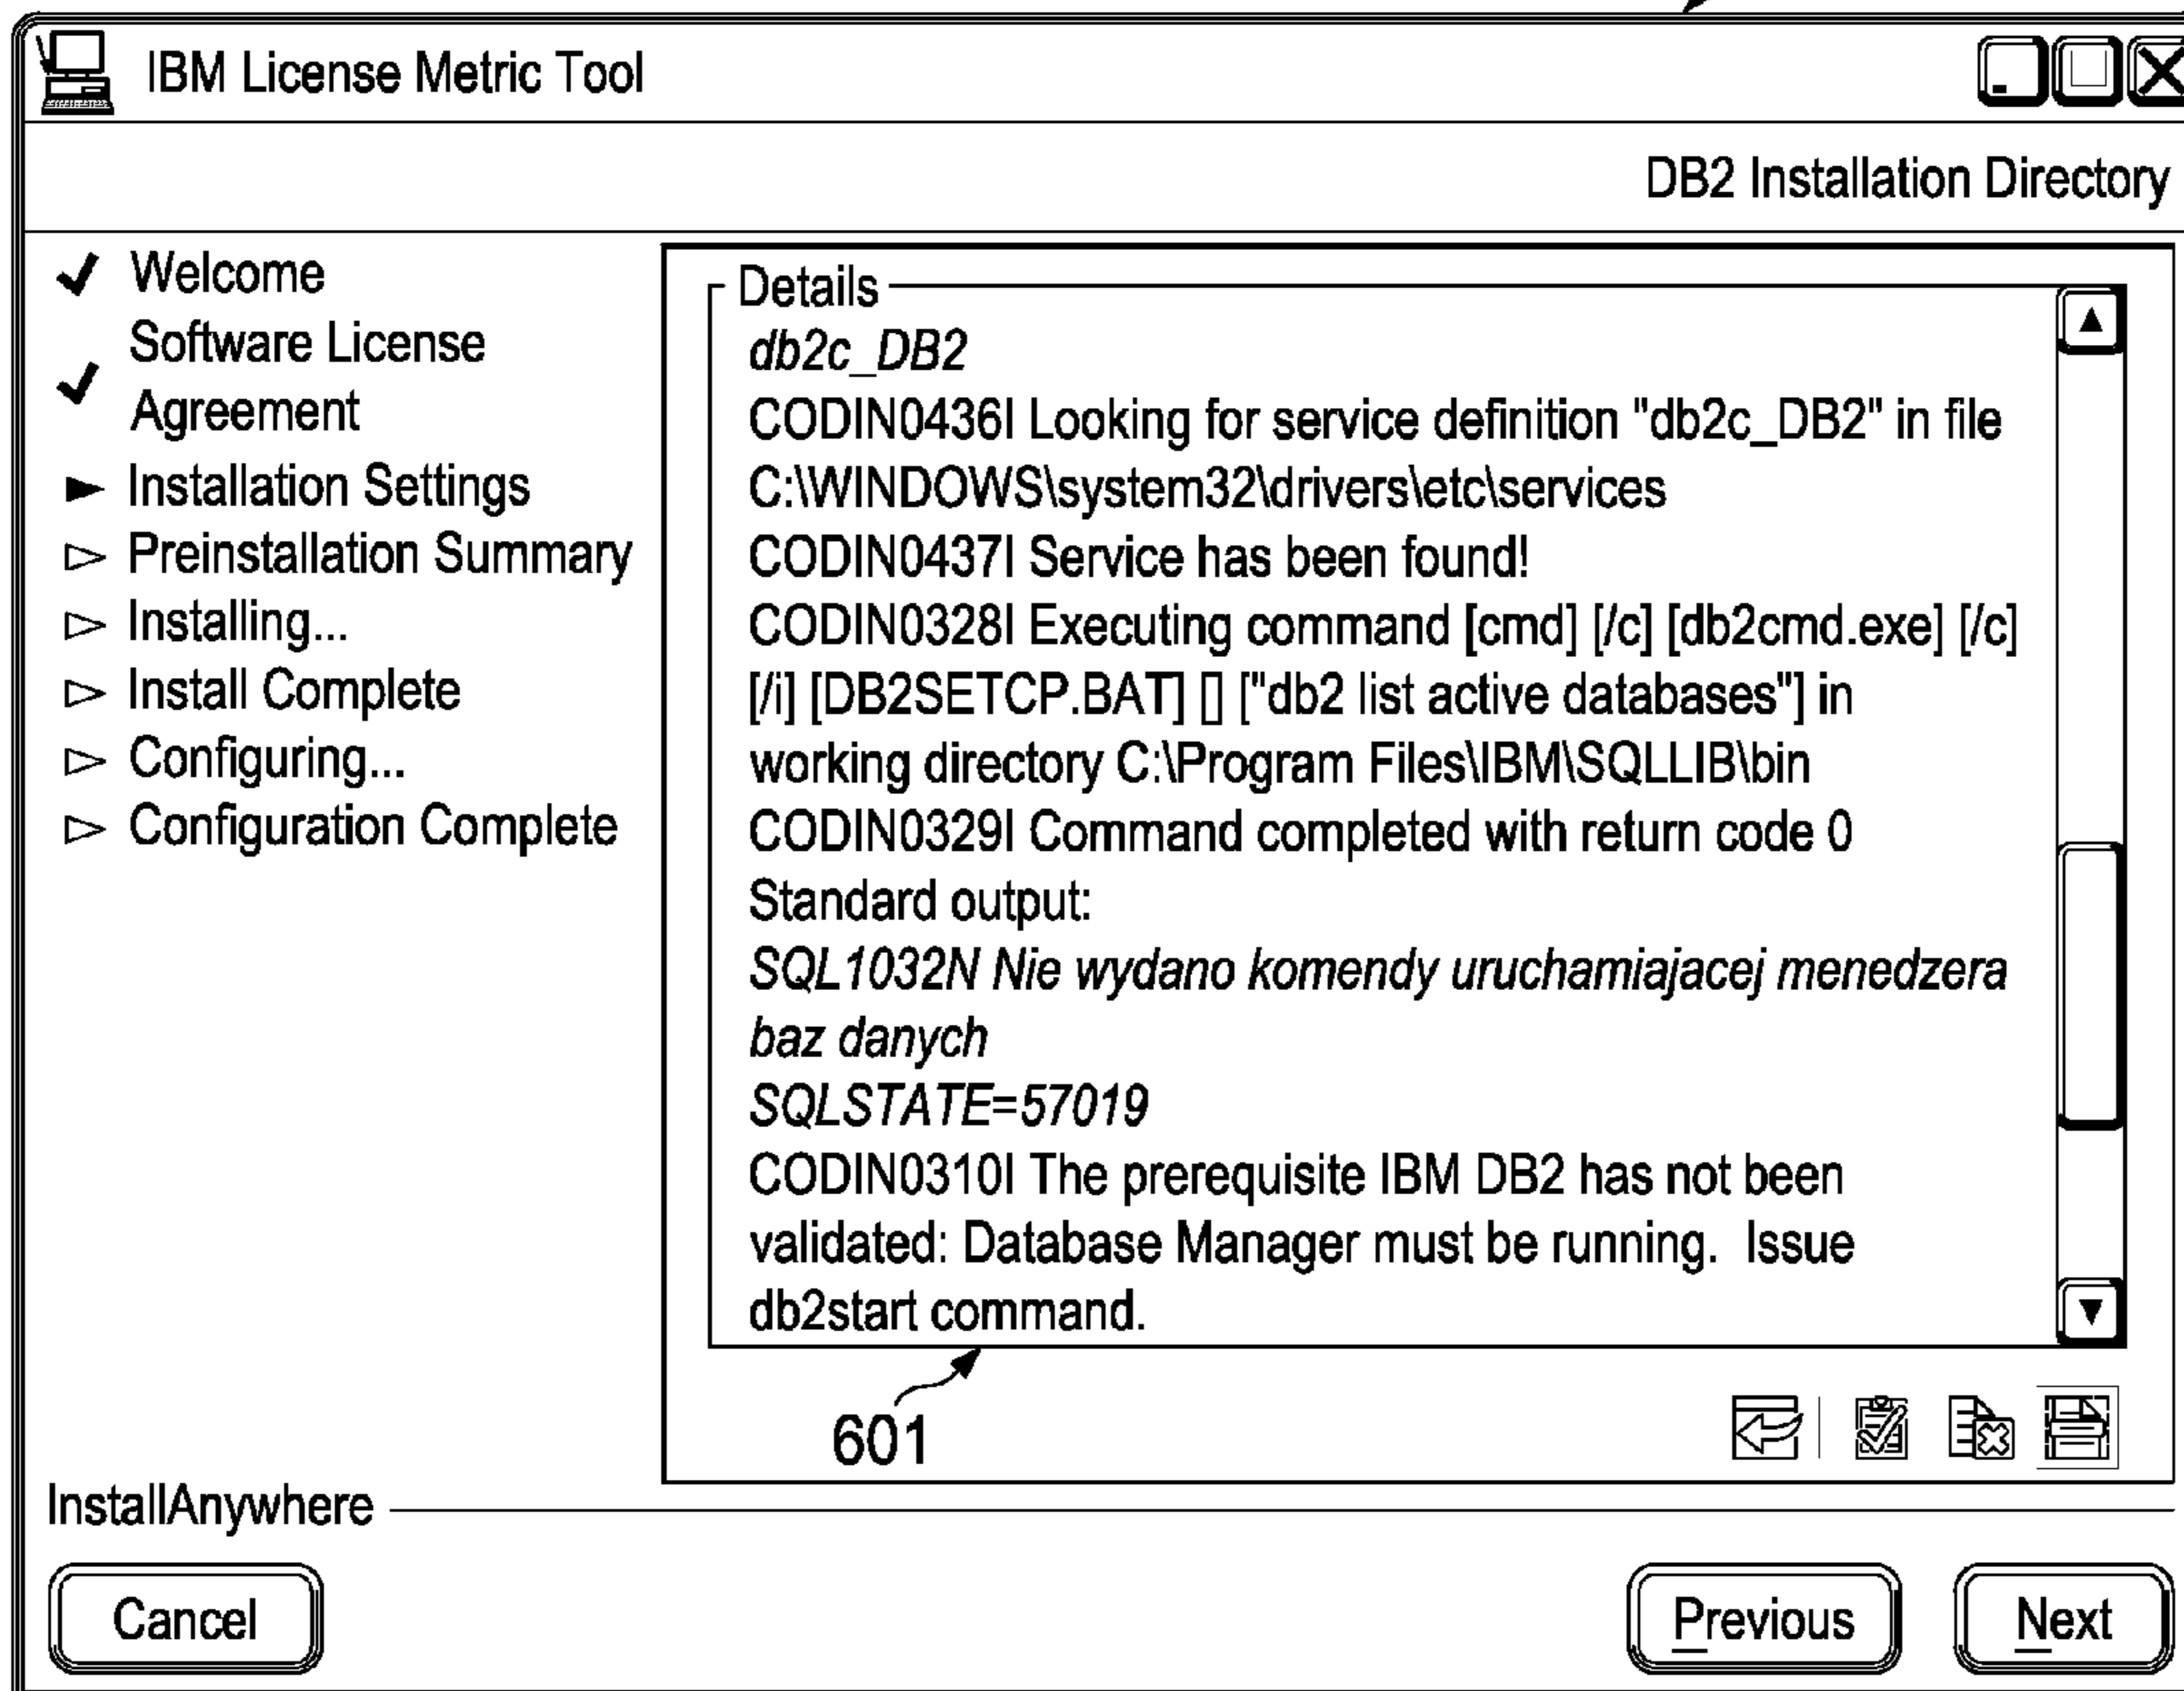 IBM License Metric Tool
DB2 Installation Directory
Welcome
Software License
Agreement
Installation Settings
Preinstallation Summary
Installing...
Install Complete
Configuring...
Configuration Complete
Details
db2c_DB2
CODIN0436I Looking for service definition "db2c_DB2" in file
C:\WINDOWS\system32\drivers\etc\services
CODIN0437I Service has been found!
CODIN0328I Executing command [cmd] [/c] [db2cmd.exe] [/c]
[/i] [DB2SETCP.BAT] [] ["db2 list active databases"] in
working directory C:\Program Files\IBM\SQLLIB\bin
CODIN0329I Command completed with return code 0
Standard output:
SQL1032N Nie wydano komendy uruchamiajacej menedzera
baz danych
SQLSTATE=57019
CODIN0310I The prerequisite IBM DB2 has not been
validated: Database Manager must be running. Issue
db2start command.
601
InstallAnywhere
Cancel
Previous
Next